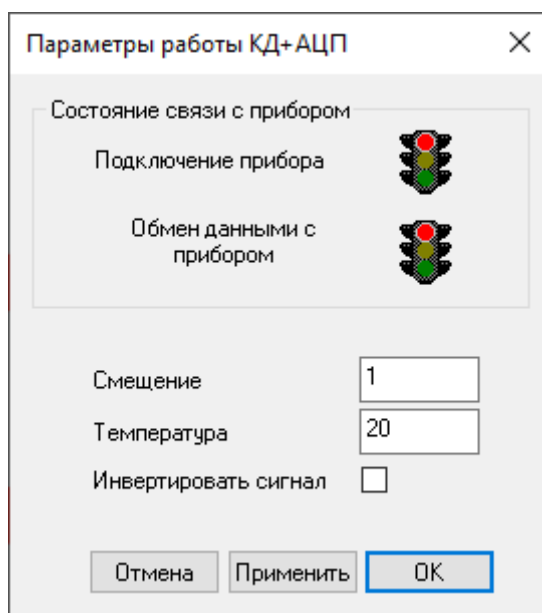 Параметры работы КД+АЦП
Состояние связи с прибором
Подключение прибора
Обмен данными с
прибором
Смещение 1
Температура 20
Инвертировать сигнал
Отмена Применить OK